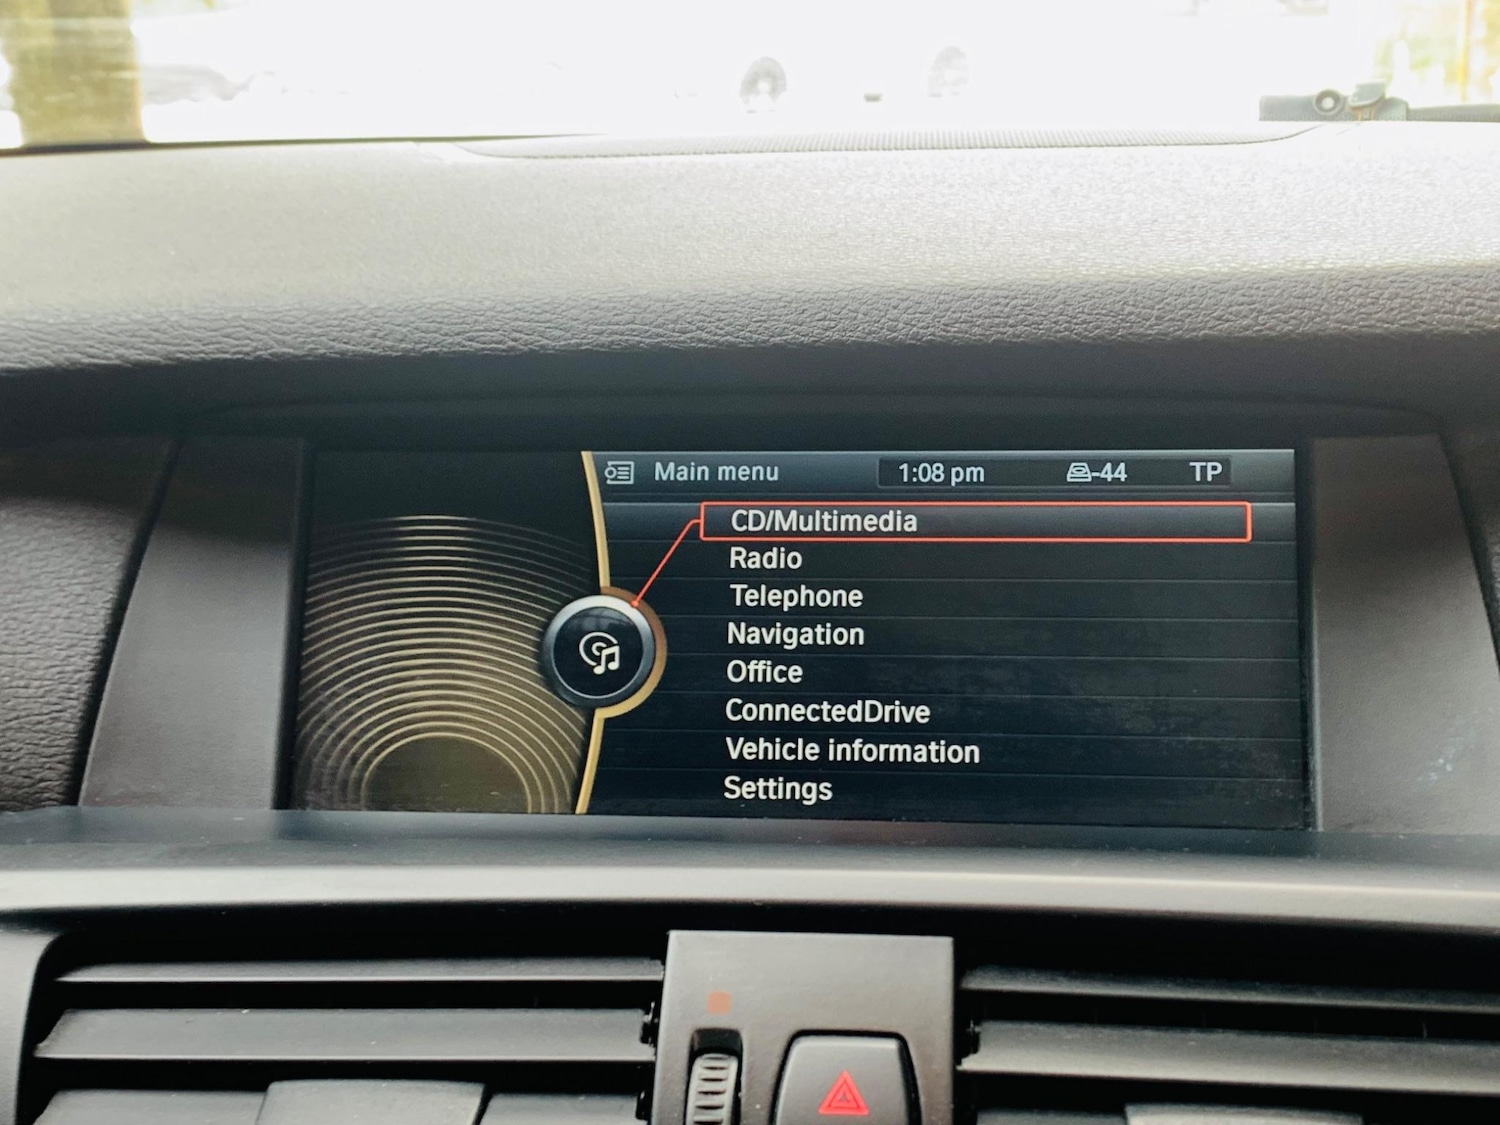 Main menu 1:08 pm -44 TP
CD/Multimedia
Radio
Telephone
Navigation
Office
ConnectedDrive
Vehicle information
Settings